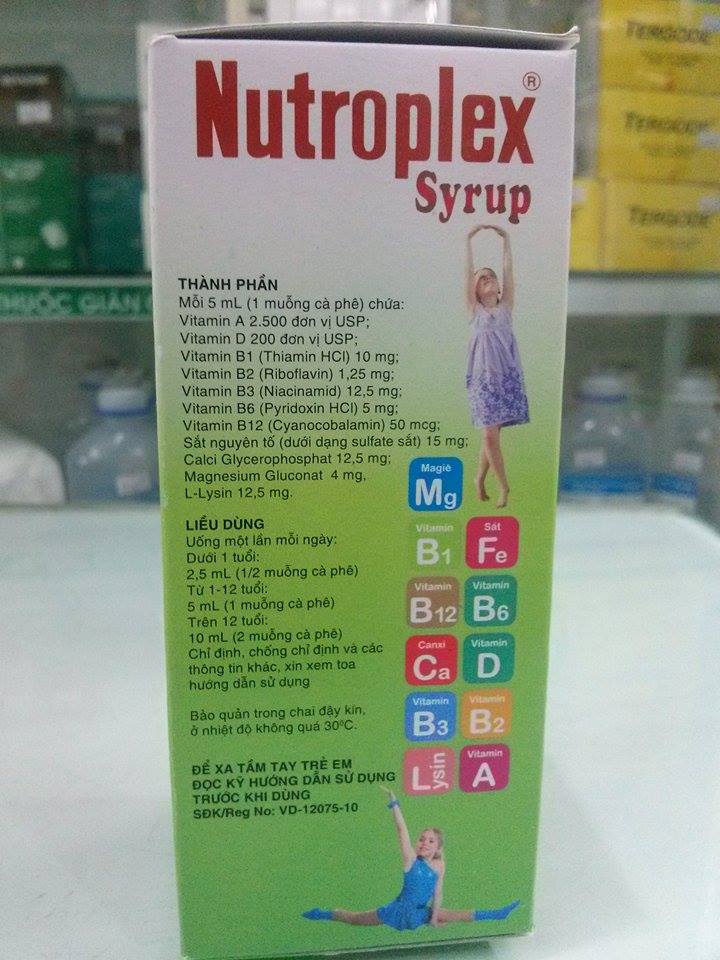 Nutroplex®
Syrup
THÀNH PHẦN
Mỗi 5 mL (1 muỗng cà phê) chứa:
Vitamin A 2.500 đơn vị USP;
Vitamin D 200 đơn vị USP;
Vitamin B1 (Thiamin HCl) 10 mg;
Vitamin B2 (Riboflavin) 1,25 mg;
Vitamin B3 (Niacinamid) 12,5 mg;
Vitamin B6 (Pyridoxin HCl) 5 mg;
Vitamin B12 (Cyanocobalamin) 50 mcg;
Sắt nguyên tố (dưới dạng sulfate sắt) 15 mg;
Calci Glycerophosphat 12,5 mg;
Magnesium Gluconat 4 mg,
L-Lysin 12,5 mg.
LIỀU DÙNG
Uống một lần mỗi ngày:
Dưới 1 tuổi:
2,5 mL (1/2 muỗng cà phê)
Từ 1-12 tuổi:
5 mL (1 muỗng cà phê)
Trên 12 tuổi:
10 mL (2 muỗng cà phê)
Chỉ định, chống chỉ định và các
thông tin khác, xin xem toa
hướng dẫn sử dụng
Bảo quản trong chai đậy kín,
ở nhiệt độ không quá 30ºC.
ĐỂ XA TẦM TAY TRẺ EM
ĐỌC KỸ HƯỚNG DẪN SỬ DỤNG
TRƯỚC KHI DÙNG
SĐK/Reg No: VD-12075-10
Magiê
Mg
Vitamin
B1
Sắt
Fe
Vitamin
B12
Vitamin
B6
Canxi
Ca
Vitamin
D
Vitamin
B3
Vitamin
B2
Lysin
Vitamin
A
THUỐC GIÃN
TERGODE
TERGODE
TERGODE